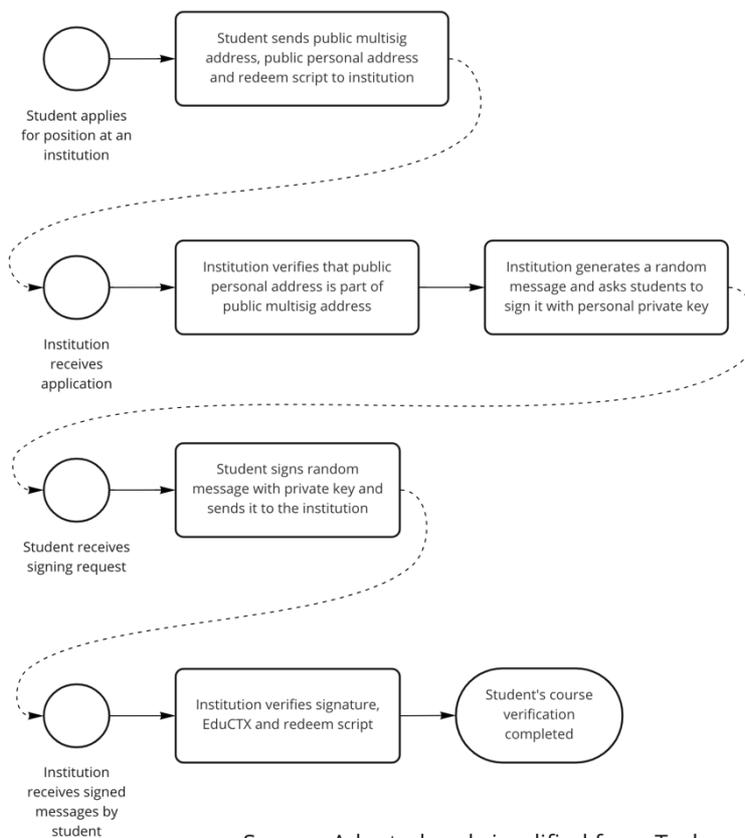 Student sends public multisig
address, public personal address
and redeem script to institution
Student applies
for position at an
institution
Institution verifies that public
personal address is part of
public multisig address
Institution generates a random
message and asks students to
sign it with personal private key
Institution
receives
application
Student signs random
message with private key and
sends it to the institution
Student receives
signing request
Institution verifies signature,
EduCTX and redeem script
Student's course
verification
completed
Institution
receives signed
messages by
student